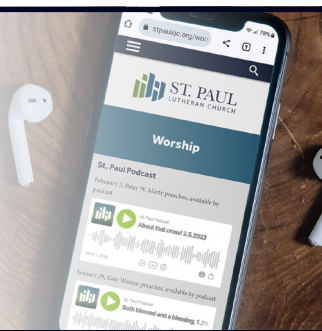 stpaulqc.org/wor
78%
ST. PAUL
LUTHERAN CHURCH
Worship
St. Paul Podcast
February 5, Peter W. Marty preaches, available by
podcast
St. Paul Podcast
About that crowd 2.5.2023
January 29, Katy Warren preaches, available by podcast
St. Paul Podcast
Both blessed and a blessing, 1.29